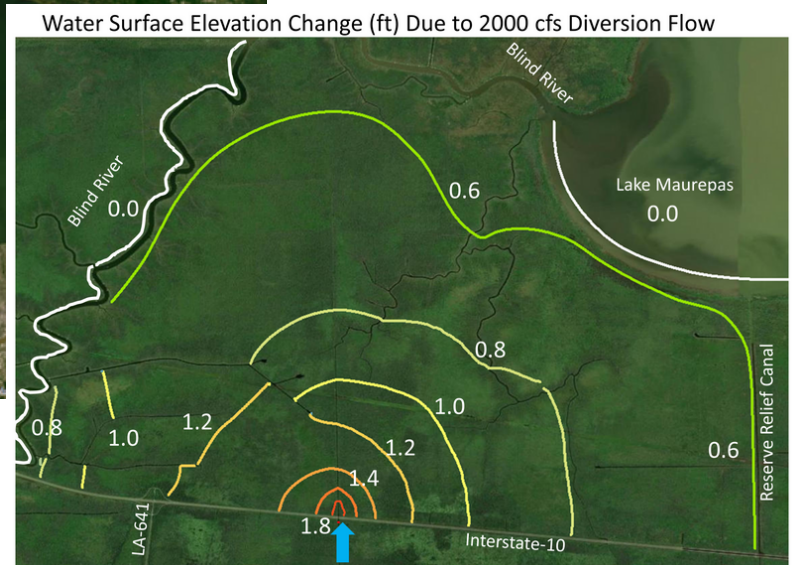 Water Surface Elevation Change (ft) Due to 2000 cfs Diversion Flow
Blind River
Blind River
0.0
0.6
Lake Maurepas
0.0
0.8
0.8
1.0
1.2
1.0
1.2
1.4
1.8
0.6
LA-641
Interstate-10
Reserve Relief Canal